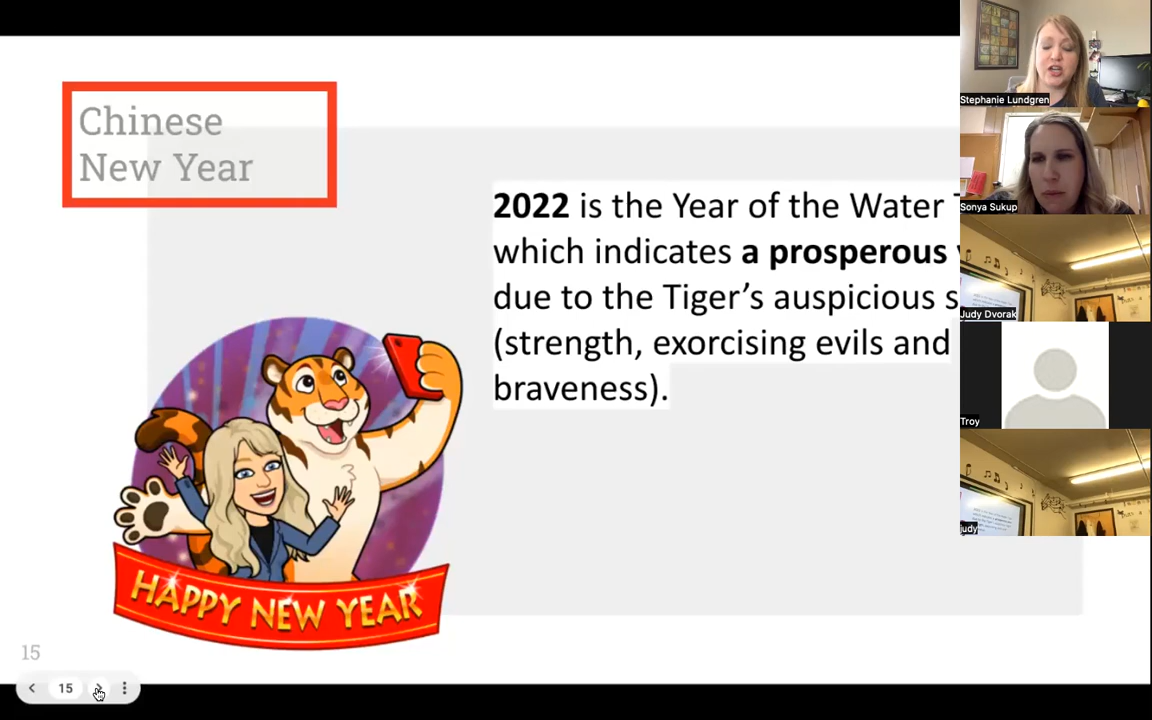 Chinese
New Year
2022 is the Year of the Water
which indicates a prosperous
due to the Tiger's auspicious
(strength, exorcising evils and
braveness).
HAPPY NEW YEAR
15
15
Stephanie Lundgren
Sonya Sukup
Judy Dvorak
Troy
judy